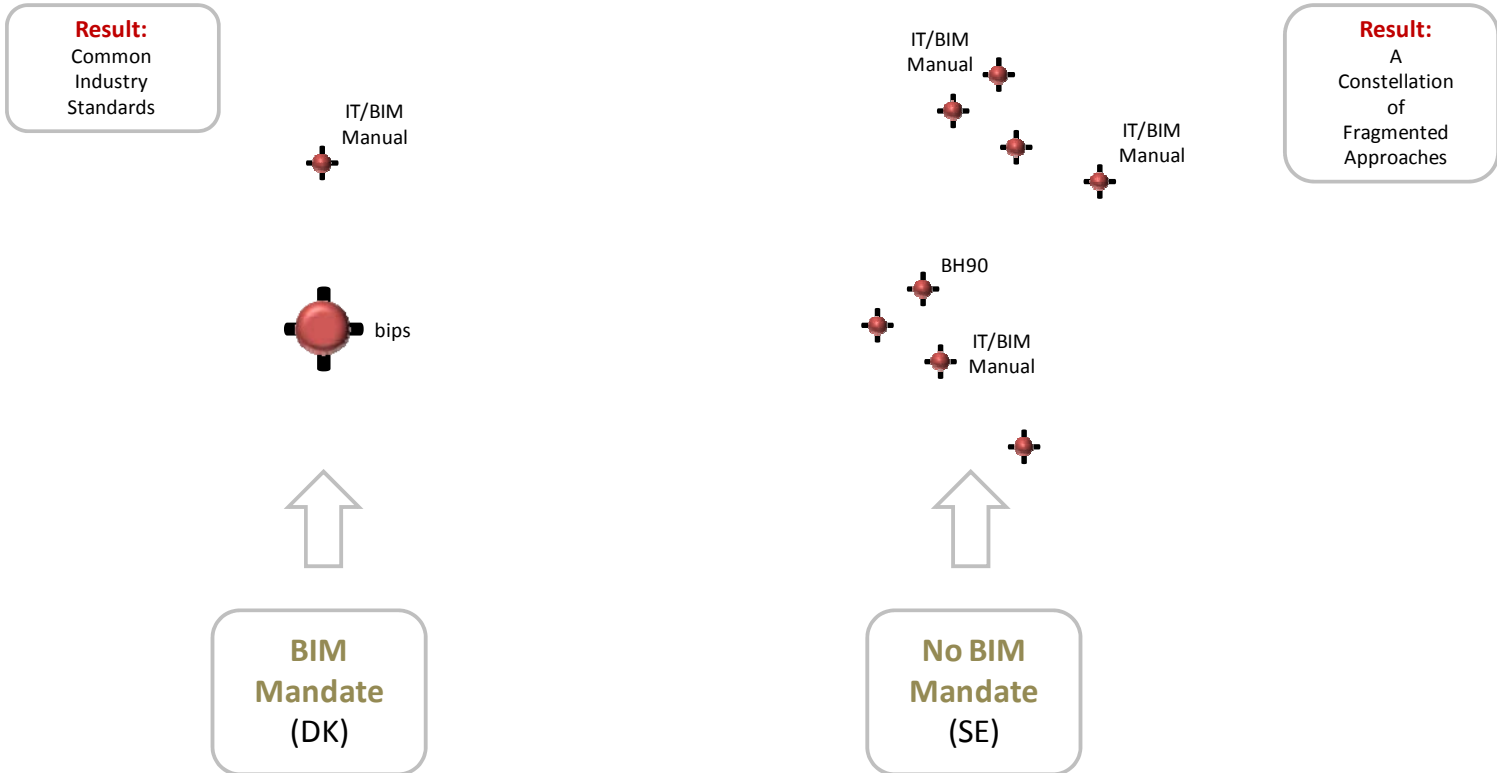 Result:
Common
Industry
Standards
IT/BIM
Manual
bips
BIM
Mandate
(DK)
IT/BIM
Manual
IT/BIM
Manual
BH90
IT/BIM
Manual
No BIM
Mandate
(SE)
Result:
A
Constellation
of
Fragmented
Approaches